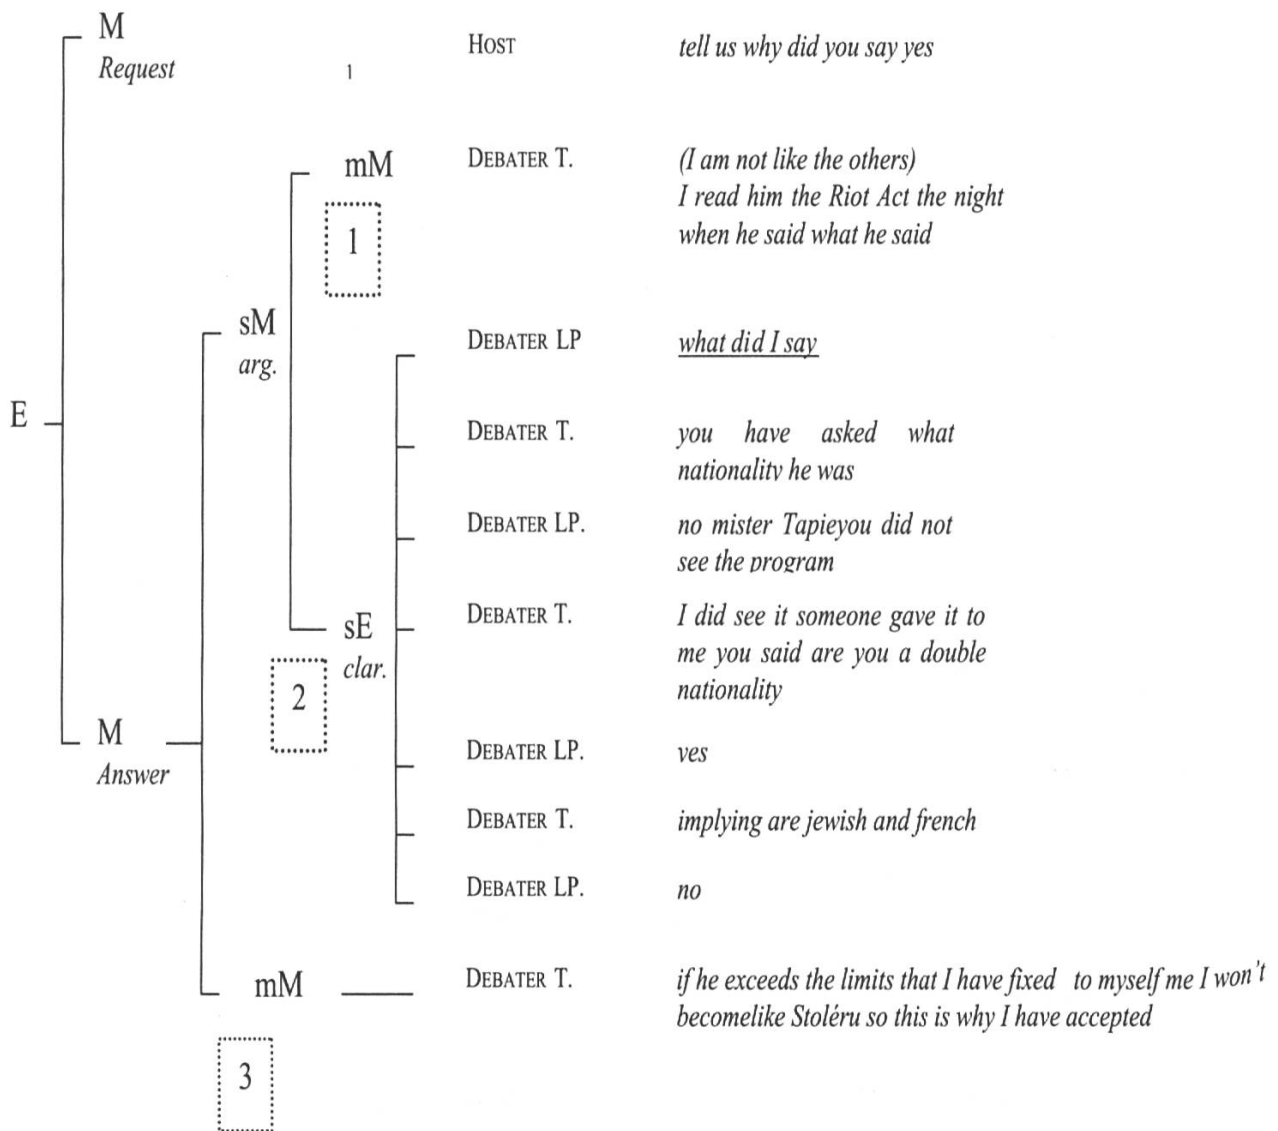 M HOST tell us why did you say yes
Request 1
mM DEBATER T. (I am not like the others)
I read him the Riot Act the night
when he said what he said
1
sM DEBATER LP what did I say
arg.
E DEBATER T. you have asked what
nationality he was
DEBATER LP. no mister Tapieyou did not
see the program
sE DEBATER T. I did see it someone gave it to
clar. me you said are you a double
nationality
2
M DEBATER LP. yes
Answer
DEBATER T. implying are jewish and french
DEBATER LP. no
mM DEBATER T. if he exceeds the limits that I have fixed to myself me I won't
becomelike Stoléru so this is why I have accepted
3